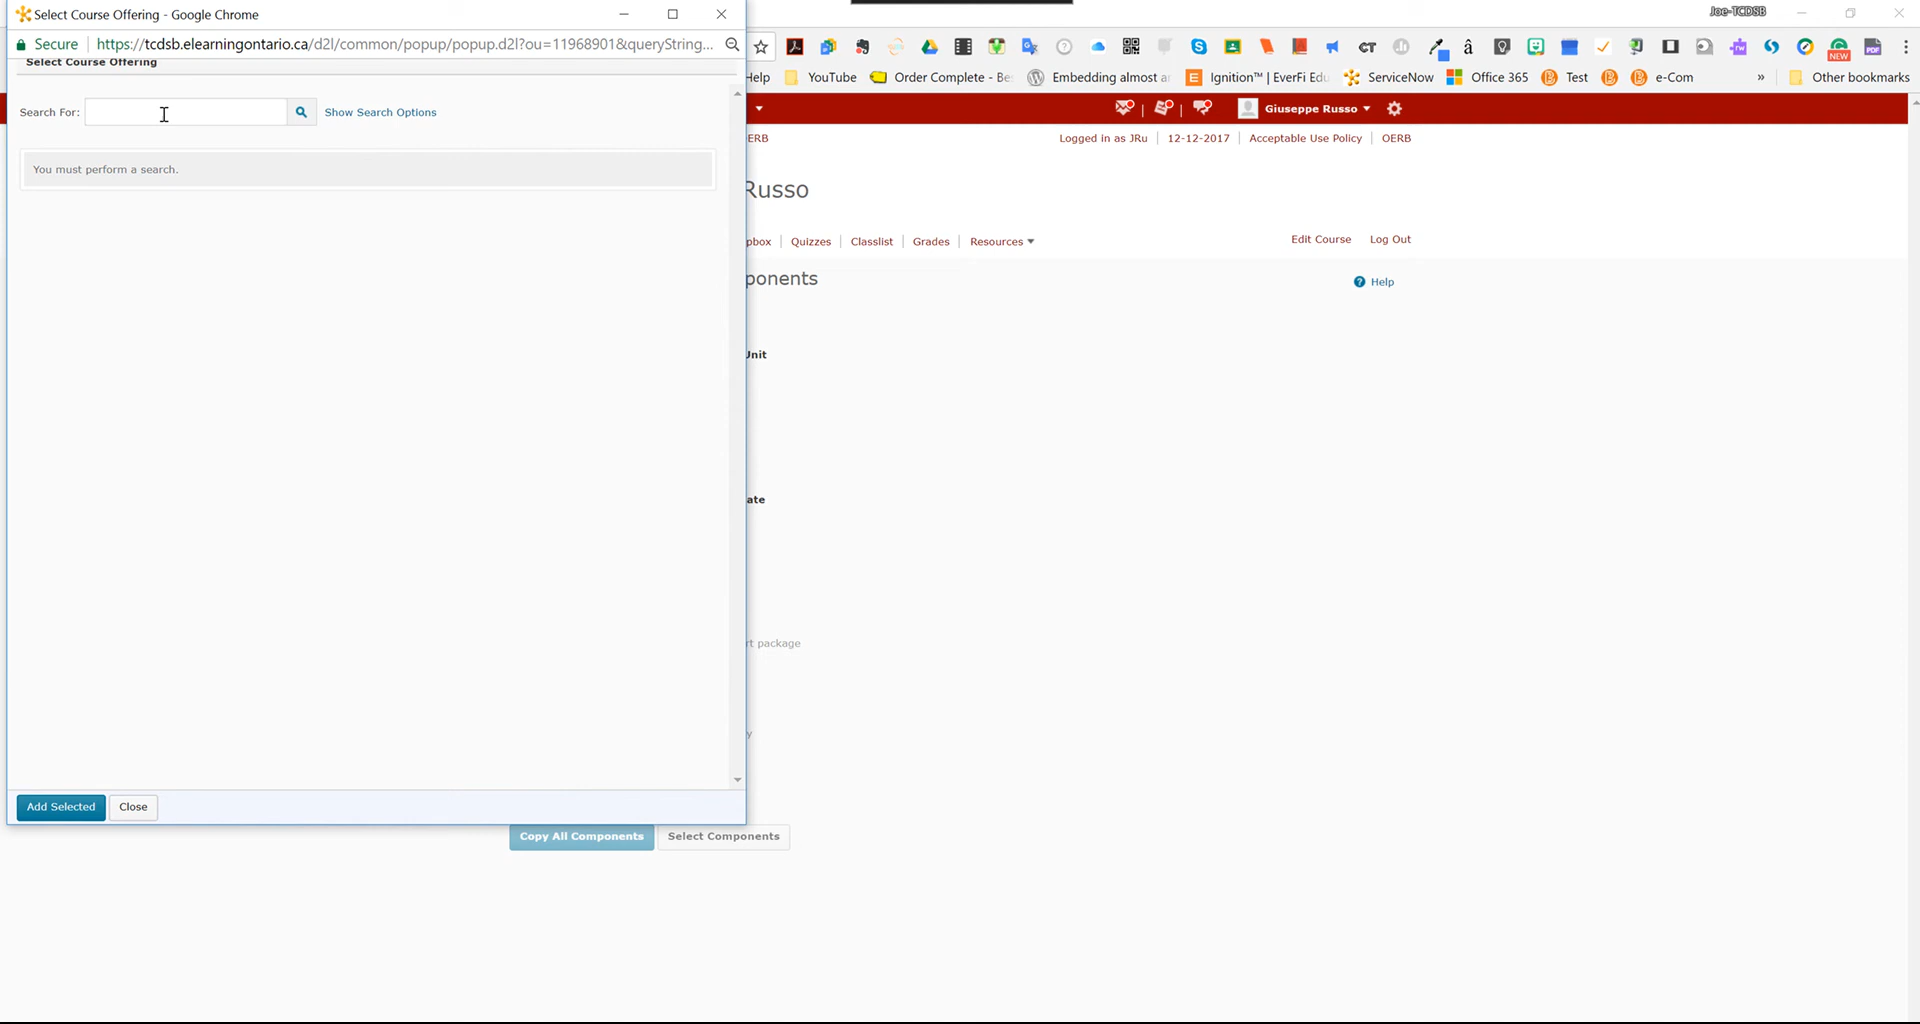 Select Course Offering - Google Chrome
Joe-TCDSB
Secure https://tcdsb.elearningontario.ca/d2l/common/popup/popup.d2l?ou=11968901&queryString...
Select Course Offering
Help YouTube Order Complete - Be Embedding almost ar Ignition™ | EverFi Edu ServiceNow Office 365 Test e-Com » Other bookmarks
Search For: Show Search Options
Giuseppe Russo
ERB Logged in as JRu 12-12-2017 Acceptable Use Policy OERB
You must perform a search.
Russo
pbox Quizzes Classlist Grades Resources Edit Course Log Out
ponents
Help
Unit
ate
rt package
y
Add Selected Close
Copy All Components Select Components